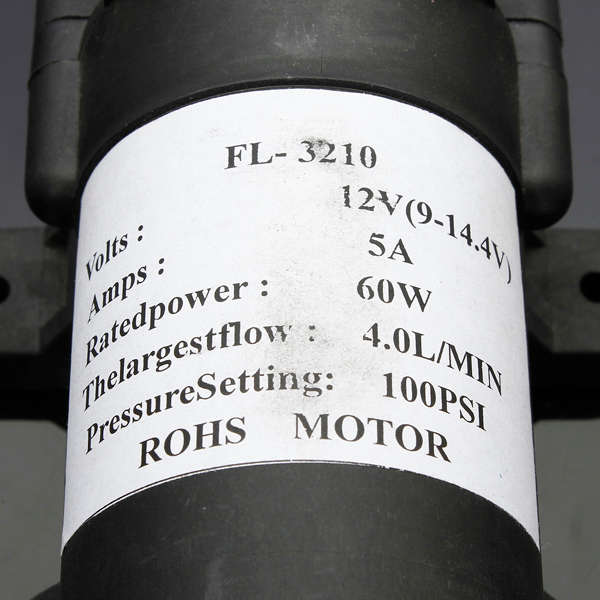 FL- 3210
Volts : 12V(9-14.4V)
Amps : 5A
Ratedpower : 60W
Thelargestflow : 4.0L/MIN
PressureSetting: 100PSI
ROHS MOTOR